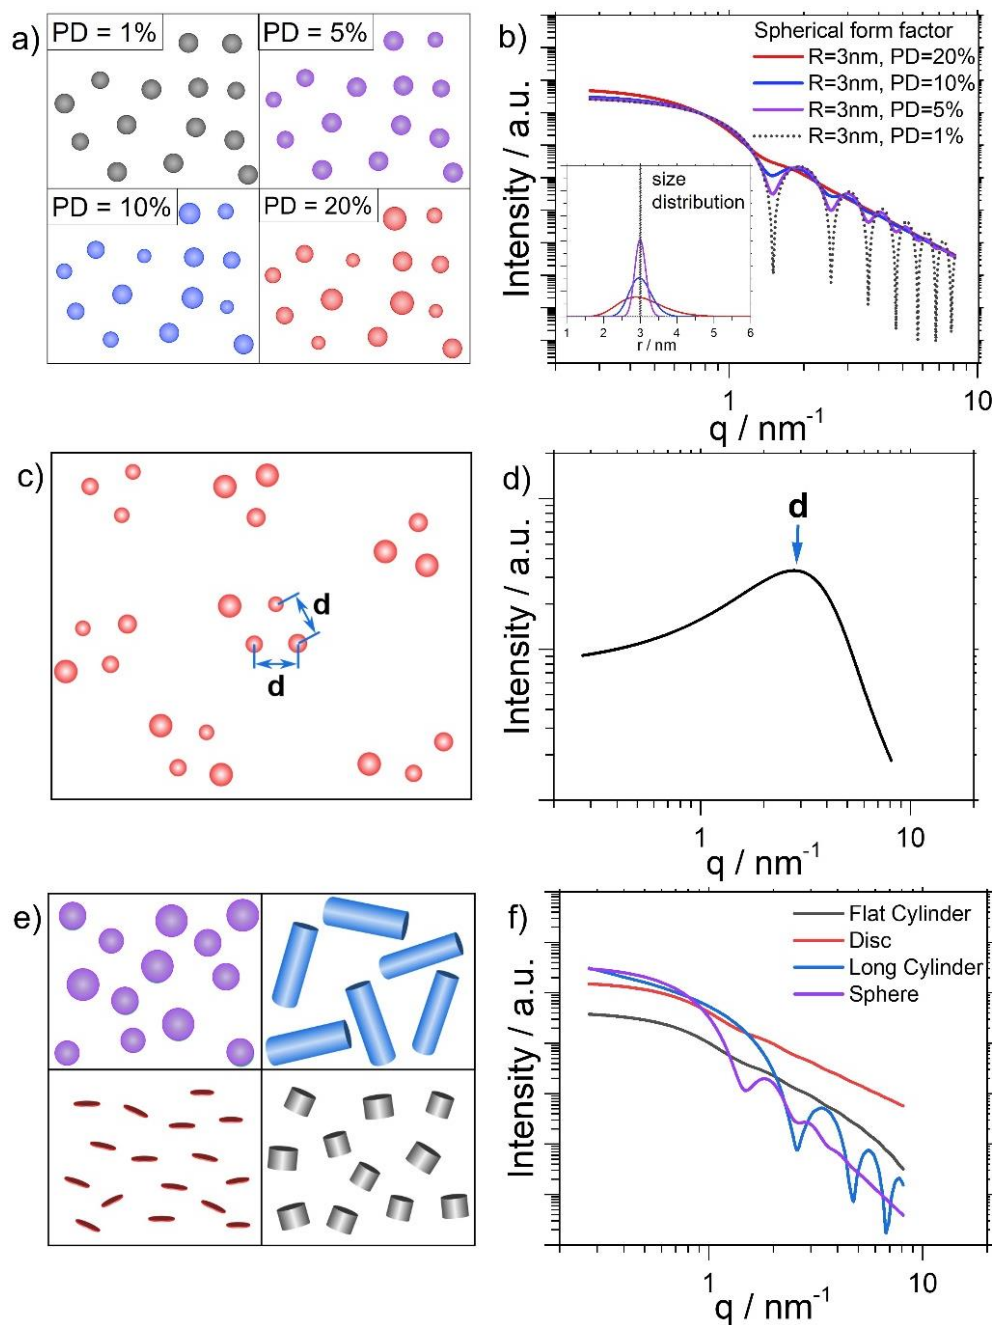 a)
PD = 1%
PD = 5%
PD = 10%
PD = 20%
b)
Spherical form factor
R=3nm, PD=20%
R=3nm, PD=10%
R=3nm, PD=5%
R=3nm, PD=1%
size
distribution
1 2 3 4 5 6
r / nm
Intensity / a.u.
1 10
q / nm⁻¹
c)
d
d
d)
d
Intensity / a.u.
1 10
q / nm⁻¹
e)
f)
Flat Cylinder
Disc
Long Cylinder
Sphere
Intensity / a.u.
1 10
q / nm⁻¹